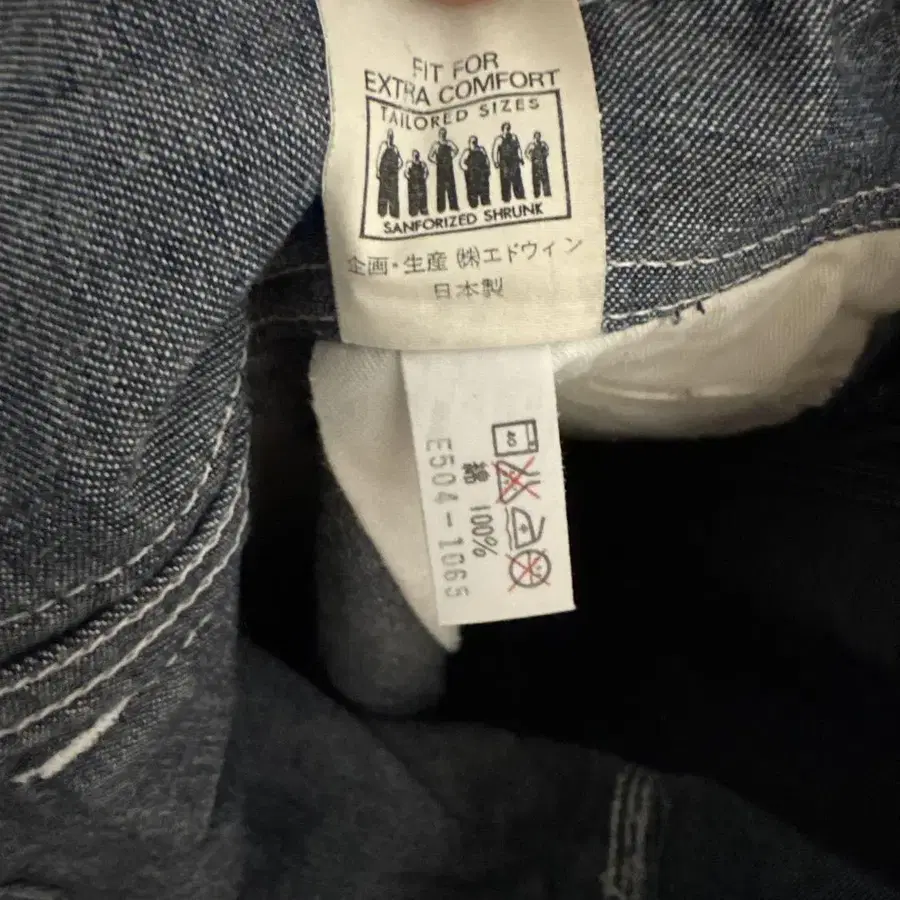 FIT FOR
EXTRA COMFORT
TAILORED SIZES
SANFORIZED SHRUNK
企画・生産 ㈱エドウィン
日本製
40
綿 100%
E504-1065